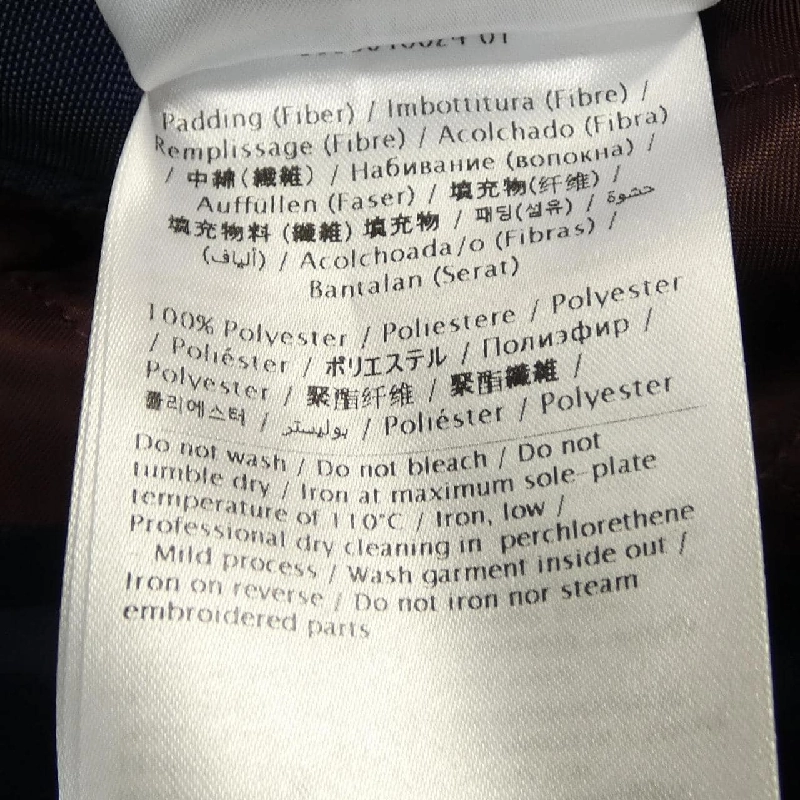 Padding (Fiber) / Imbottitura (Fibre) /
Remplissage (Fibre) / Acolchado (Fibra)
/ 中綿(繊維) / Набивание (волокна) /
Auffullen (Faser) / 填充物(纤维) /
填充物料 (纖維) 填充物 / 패딩(섬유) / حشوة
(ألياف) / Acolchoada/o (Fibras) /
Bantalan (Serat)
100% Polyester / Poliestere / Polyester
/ Poliéster / ポリエステル / Полиэфир /
Polyester / 聚酯纤维 / 聚酯纖維 /
폴리에스터 / بوليستر / Poliéster / Polyester
Do not wash / Do not bleach / Do not
tumble dry / Iron at maximum sole-plate
temperature of 110°C / Iron, low /
Professional dry cleaning in perchlorethene
- Mild process / Wash garment inside out /
Iron on reverse / Do not iron nor steam
embroidered parts